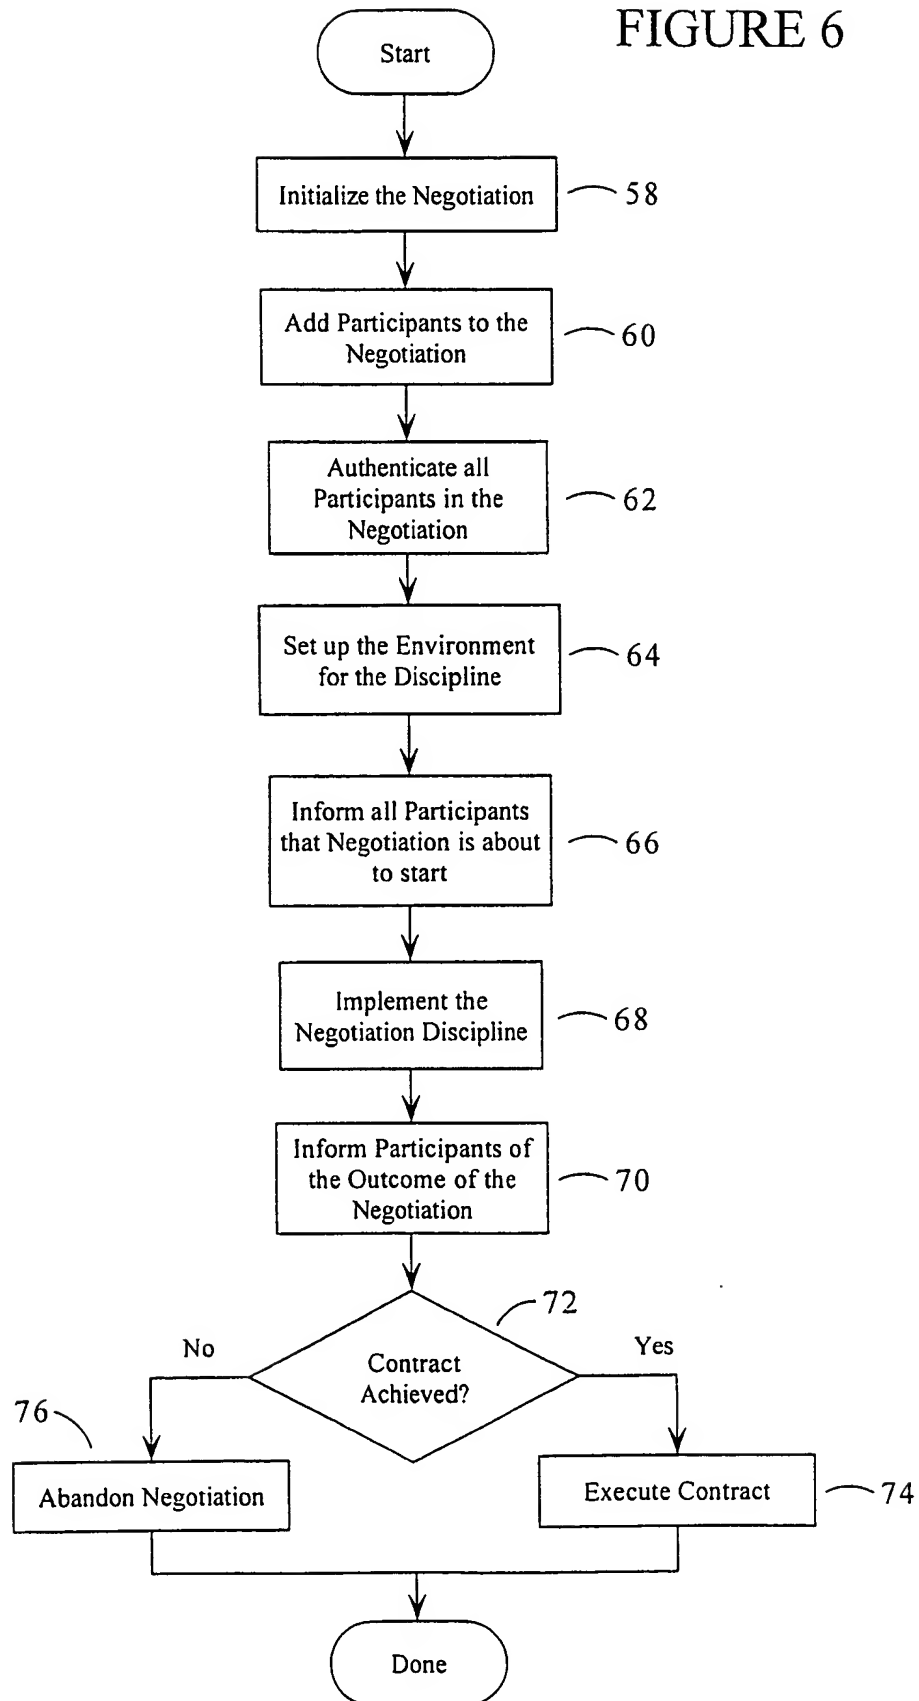 FIGURE 6
Start
Initialize the Negotiation
58
Add Participants to the
Negotiation
60
Authenticate all
Participants in the
Negotiation
62
Set up the Environment
for the Discipline
64
Inform all Participants
that Negotiation is about
to start
66
Implement the
Negotiation Discipline
68
Inform Participants of
the Outcome of the
Negotiation
70
72
Contract
Achieved?
No
Yes
76
Abandon Negotiation
Execute Contract
74
Done